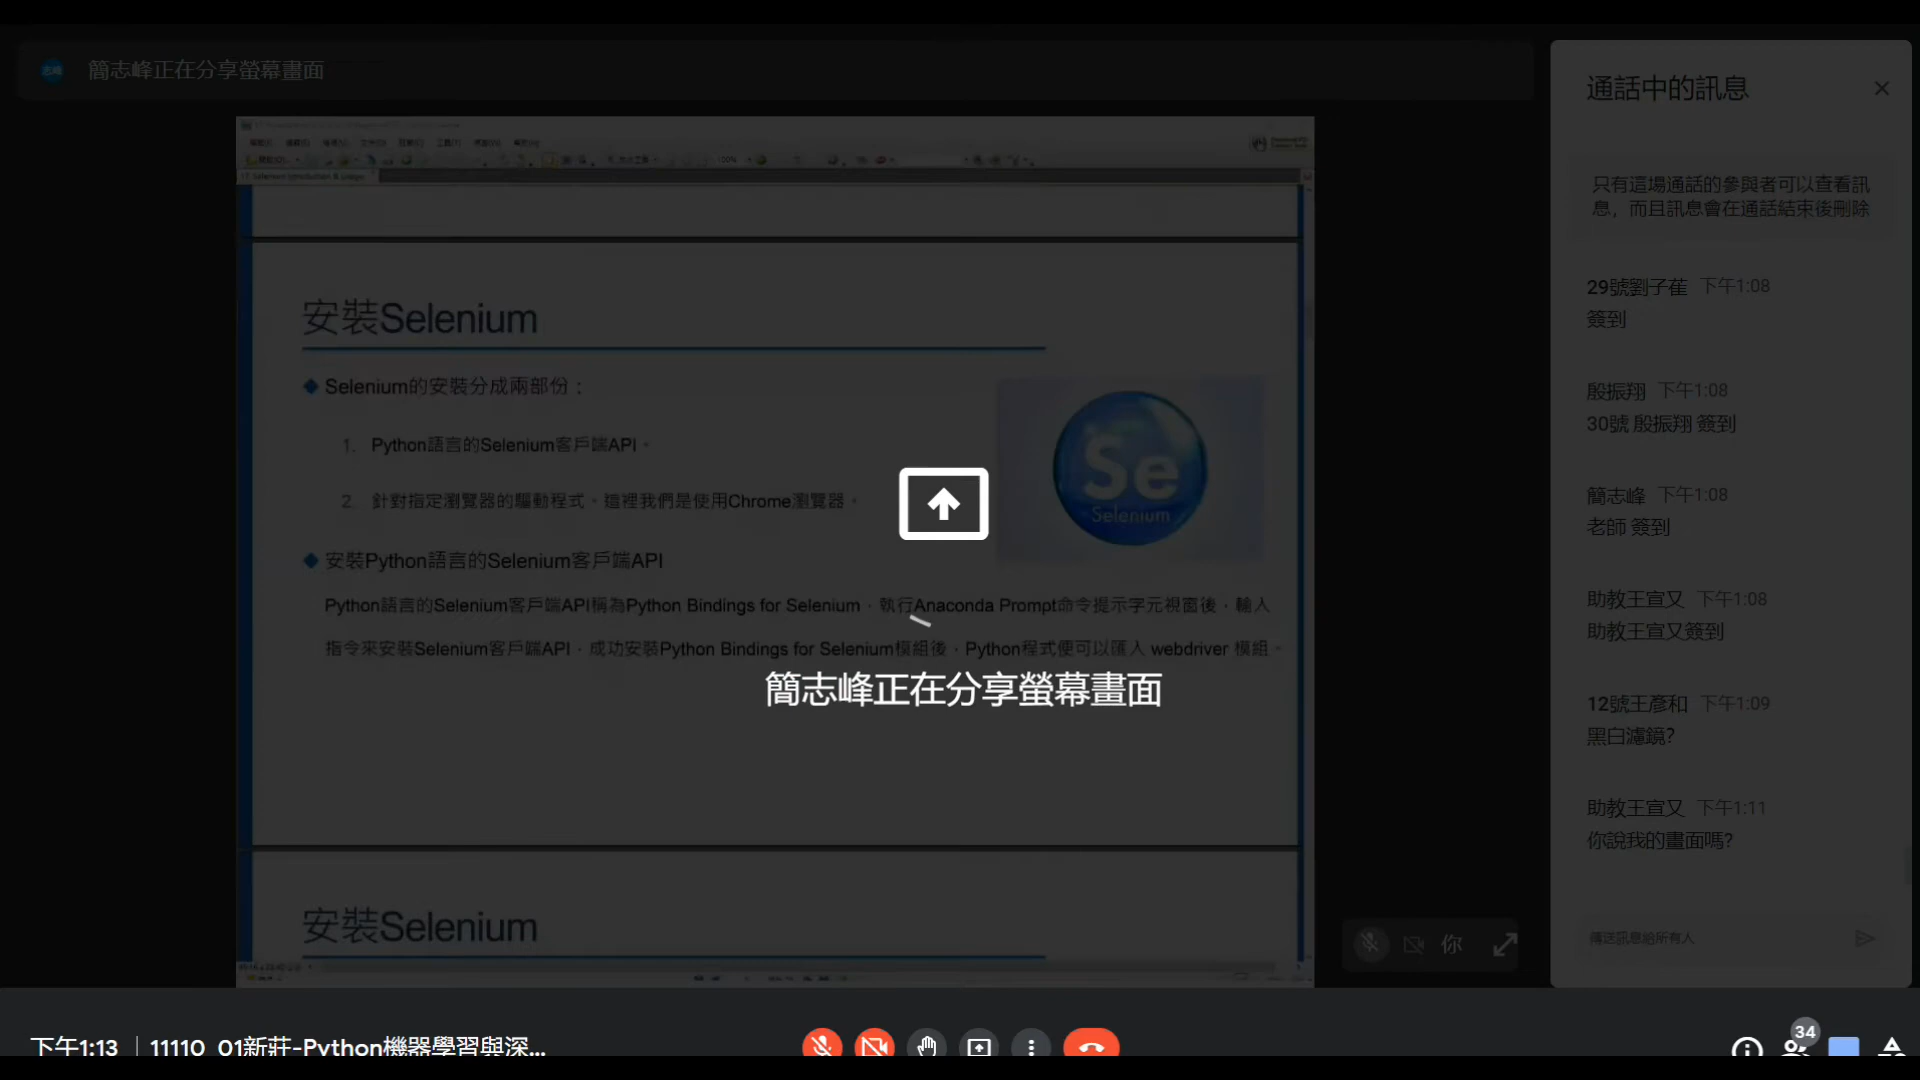 志峰
簡志峰正在分享螢幕畫面
100%
安裝Selenium
Selenium的安裝分成兩部份：
1. Python語言的Selenium客戶端API。
2. 針對指定瀏覽器的驅動程式。這裡我們是使用Chrome瀏覽器。
Se
Selenium
安裝Python語言的Selenium客戶端API
Python語言的Selenium客戶端API稱為Python Bindings for Selenium，執行Anaconda Prompt命令提示字元視窗後，輸入
指令來安裝Selenium客戶端API，成功安裝Python Bindings for Selenium模組後，Python程式便可以匯入 webdriver 模組。
簡志峰正在分享螢幕畫面
安裝Selenium
你
通話中的訊息
只有這場通話的參與者可以查看訊
息，而且訊息會在通話結束後刪除
29號劉子萑 下午1:08
簽到
殷振翔 下午1:08
30號 殷振翔 簽到
簡志峰 下午1:08
老師 簽到
助教王宣又 下午1:08
助教王宣又簽到
12號王彥和 下午1:09
黑白濾鏡?
助教王宣又 下午1:11
你說我的畫面嗎?
傳送訊息給所有人
下午1:13 | 11110_01新莊-Python機器學習與深...
34